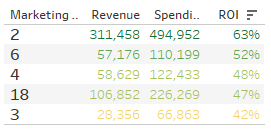 Marketing .. Revenue Spendi.. ROI
2 311,458 494,952 63%
6 57,176 110,199 52%
4 58,629 122,433 48%
18 106,852 226,269 47%
3 28,356 66,863 42%